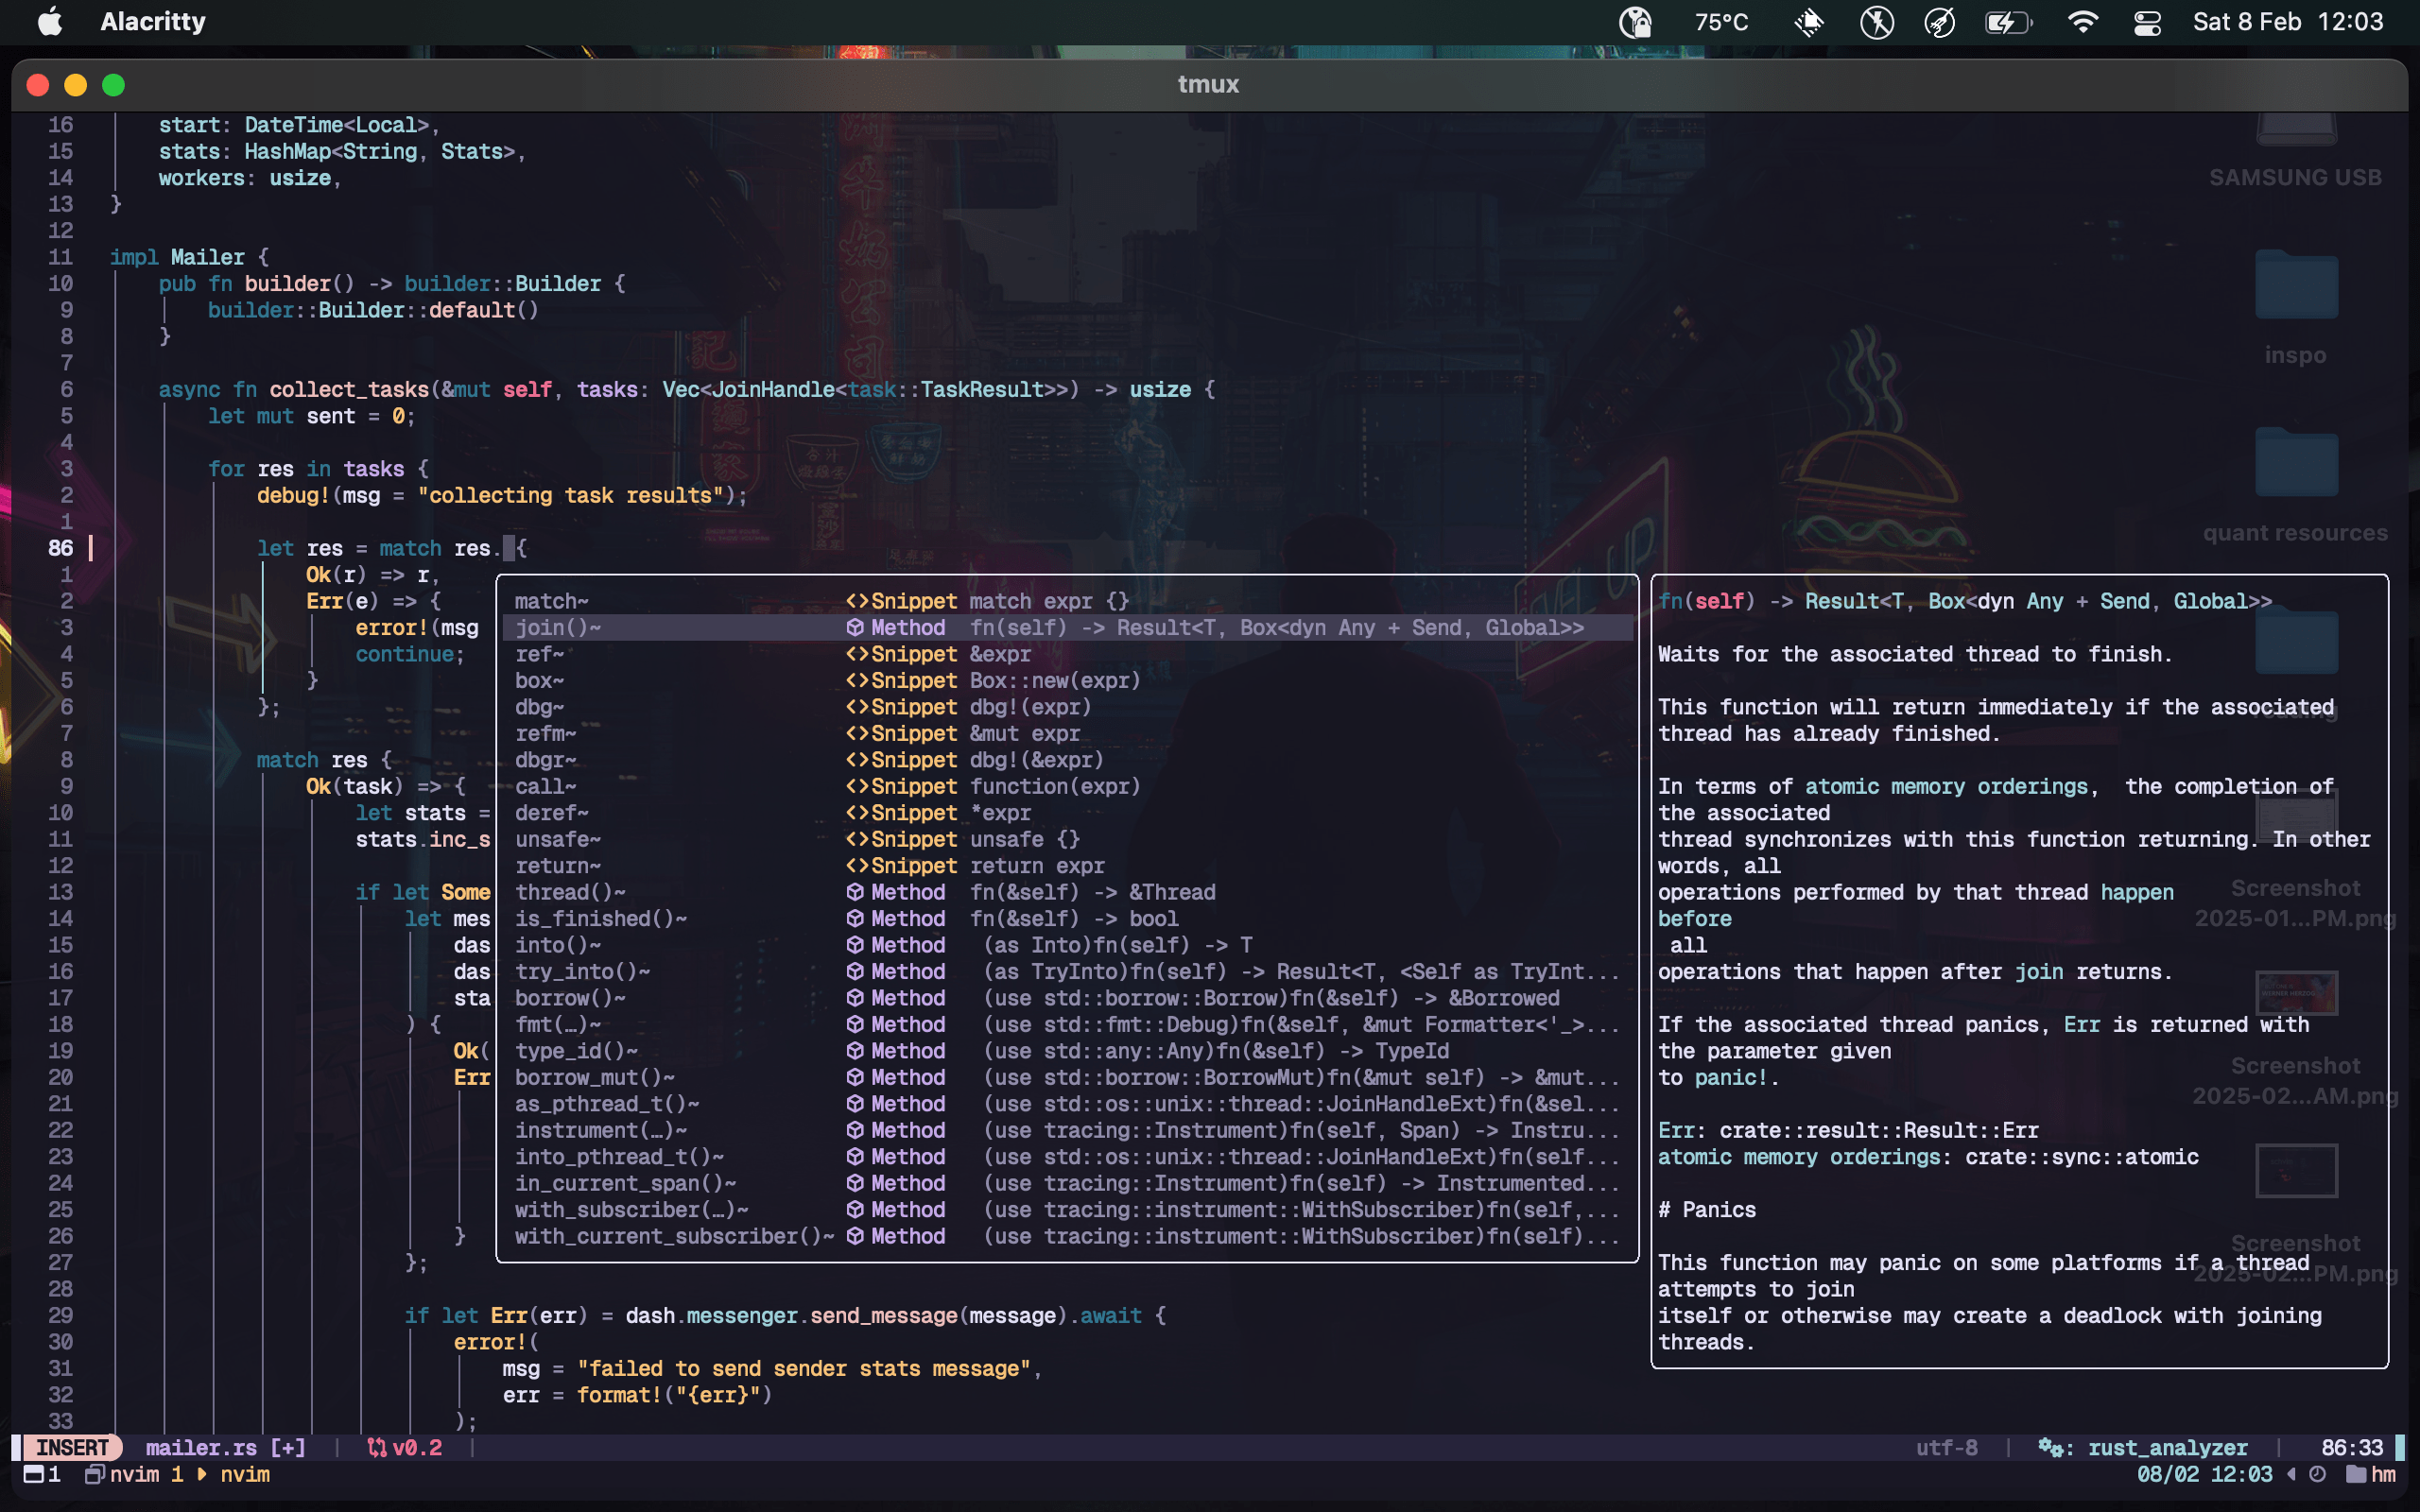 Alacritty
75°C
Sat 8 Feb 12:03
tmux
16 start: DateTime<Local>,
15 stats: HashMap<String, Stats>,
14 workers: usize,
13 }
12
11 impl Mailer {
10 pub fn builder() -> builder::Builder {
9 builder::Builder::default()
8 }
7
6 async fn collect_tasks(&mut self, tasks: Vec<JoinHandle<task::TaskResult>>) -> usize {
5 let mut sent = 0;
4
3 for res in tasks {
2 debug!(msg = "collecting task results");
1
86 let res = match res. {
1 Ok(r) => r,
2 Err(e) => {
3 error!(msg
4 continue;
5 }
6 };
7
8 match res {
9 Ok(task) => {
10 let stats =
11 stats.inc_s
12
13 if let Some
14 let mes
15 das
16 das
17 sta
18 ) {
19 Ok(
20 Err
21
22
23
24
25
26 }
27 };
28
29 if let Err(err) = dash.messenger.send_message(message).await {
30 error!(
31 msg = "failed to send sender stats message",
32 err = format!("{err}")
33 );
match~ <>Snippet match expr {}
join()~ Method fn(self) -> Result<T, Box<dyn Any + Send, Global>>
ref~ <>Snippet &expr
box~ <>Snippet Box::new(expr)
dbg~ <>Snippet dbg!(expr)
refm~ <>Snippet &mut expr
dbgr~ <>Snippet dbg!(&expr)
call~ <>Snippet function(expr)
deref~ <>Snippet *expr
unsafe~ <>Snippet unsafe {}
return~ <>Snippet return expr
thread()~ Method fn(&self) -> &Thread
is_finished()~ Method fn(&self) -> bool
into()~ Method (as Into)fn(self) -> T
try_into()~ Method (as TryInto)fn(self) -> Result<T, <Self as TryInt...
borrow()~ Method (use std::borrow::Borrow)fn(&self) -> &Borrowed
fmt(…)~ Method (use std::fmt::Debug)fn(&self, &mut Formatter<'_>...
type_id()~ Method (use std::any::Any)fn(&self) -> TypeId
borrow_mut()~ Method (use std::borrow::BorrowMut)fn(&mut self) -> &mut...
as_pthread_t()~ Method (use std::os::unix::thread::JoinHandleExt)fn(&sel...
instrument(…)~ Method (use tracing::Instrument)fn(self, Span) -> Instru...
into_pthread_t()~ Method (use std::os::unix::thread::JoinHandleExt)fn(self...
in_current_span()~ Method (use tracing::Instrument)fn(self) -> Instrumented...
with_subscriber(…)~ Method (use tracing::instrument::WithSubscriber)fn(self,...
with_current_subscriber()~ Method (use tracing::instrument::WithSubscriber)fn(self)...
fn(self) -> Result<T, Box<dyn Any + Send, Global>>
Waits for the associated thread to finish.
This function will return immediately if the associated
thread has already finished.
In terms of atomic memory orderings,  the completion of
the associated
thread synchronizes with this function returning. In other
words, all
operations performed by that thread happen
before
all
operations that happen after join returns.
If the associated thread panics, Err is returned with
the parameter given
to panic!.
Err: crate::result::Result::Err
atomic memory orderings: crate::sync::atomic
# Panics
This function may panic on some platforms if a thread
attempts to join
itself or otherwise may create a deadlock with joining
threads.
SAMSUNG USB
inspo
quant resources
Screenshot
2025-01...PM.png
Screenshot
2025-02...AM.png
Screenshot
2025-02...PM.png
INSERT mailer.rs [+] | v0.2 |
utf-8 | : rust_analyzer | 86:33
1 nvim 1 nvim
08/02 12:03 hm